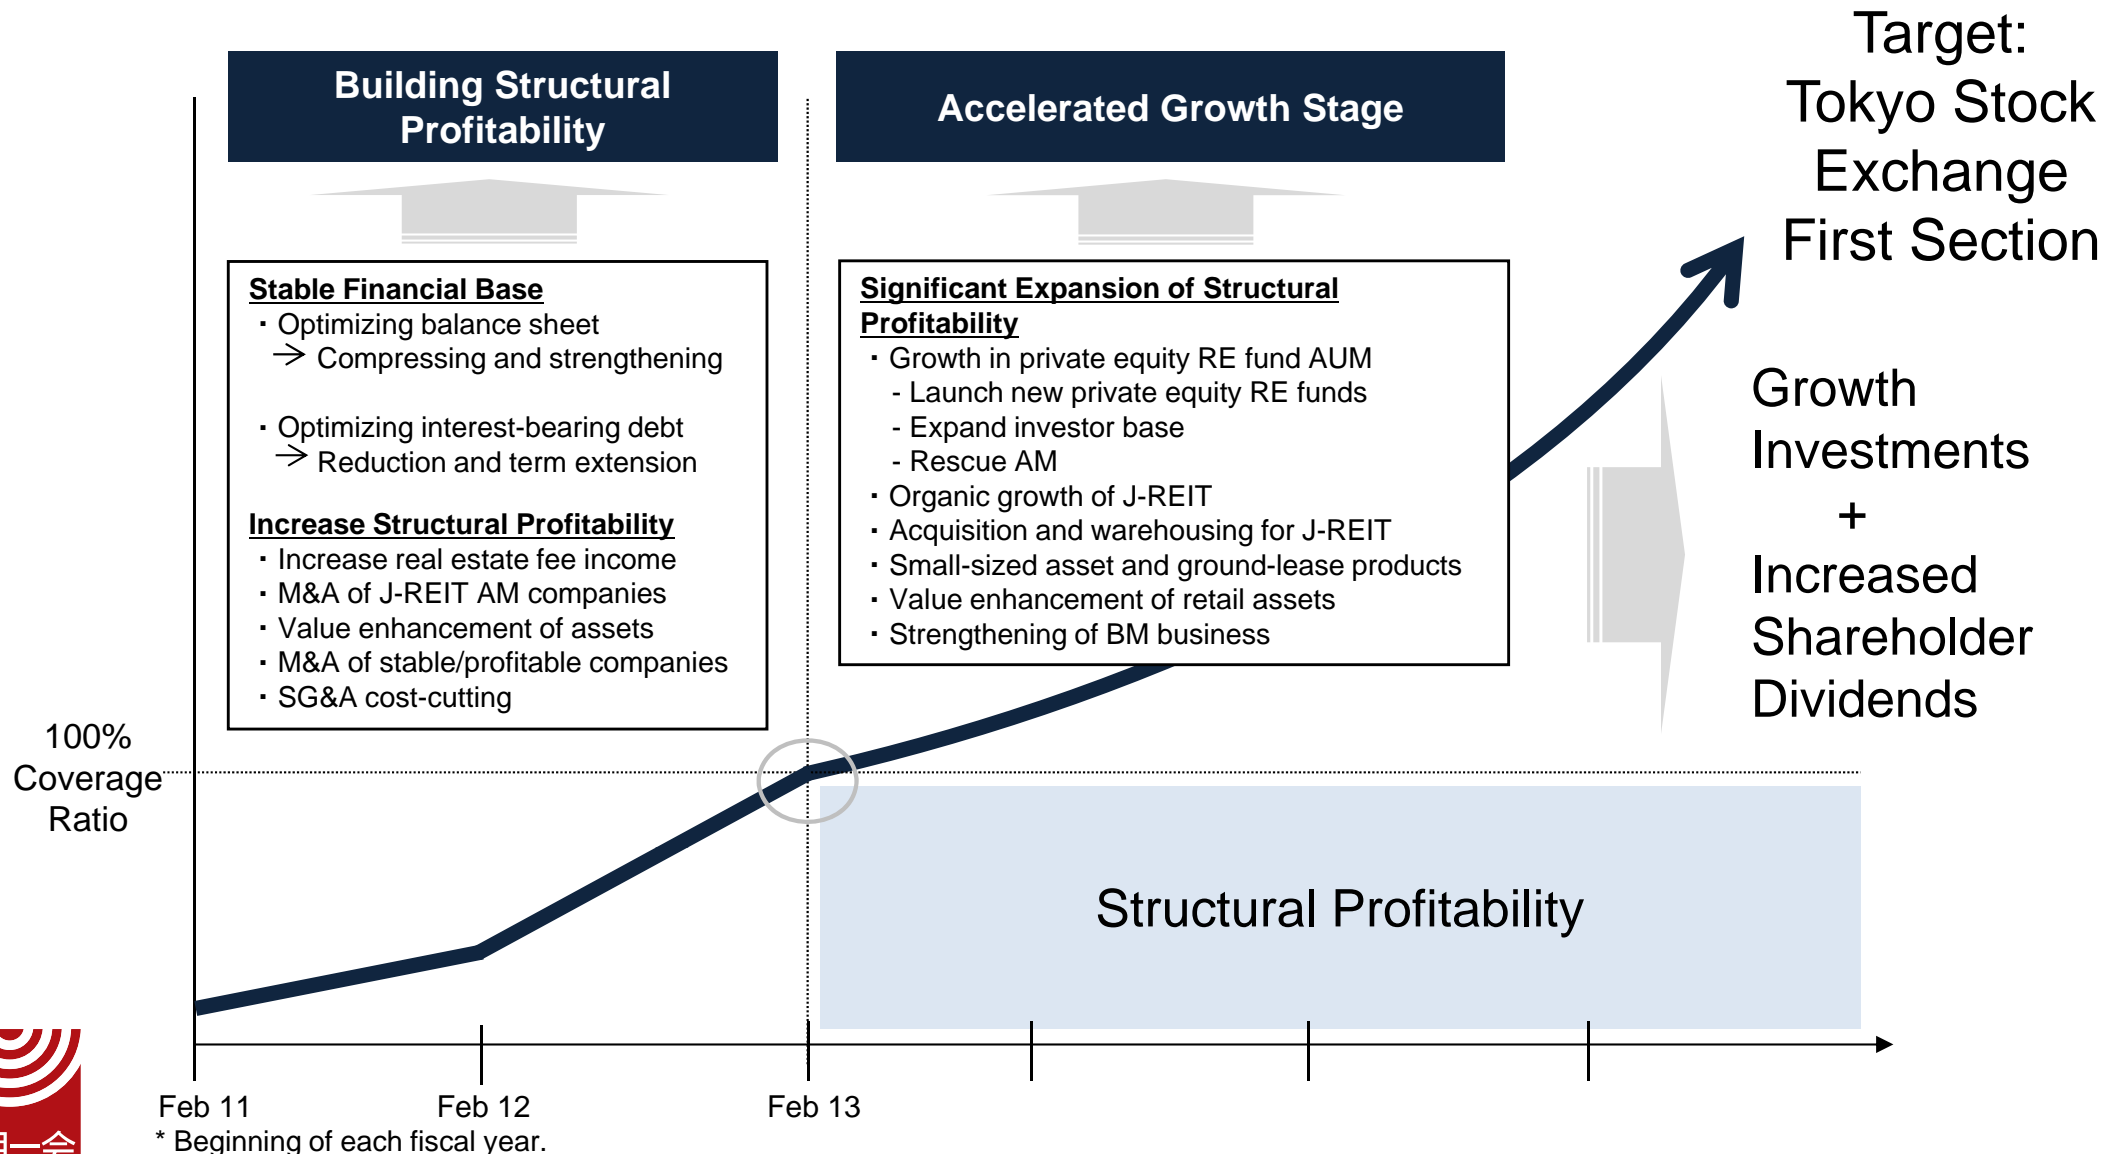 Target:
Tokyo Stock
Exchange
First Section
Building Structural
Profitability
Accelerated Growth Stage
Stable Financial Base
・Optimizing balance sheet
→ Compressing and strengthening
・Optimizing interest-bearing debt
→ Reduction and term extension
Increase Structural Profitability
・Increase real estate fee income
・M&A of J-REIT AM companies
・Value enhancement of assets
・M&A of stable/profitable companies
・SG&A cost-cutting
Significant Expansion of Structural
Profitability
・Growth in private equity RE fund AUM
- Launch new private equity RE funds
- Expand investor base
- Rescue AM
・Organic growth of J-REIT
・Acquisition and warehousing for J-REIT
・Small-sized asset and ground-lease products
・Value enhancement of retail assets
・Strengthening of BM business
Growth
Investments
+
Increased
Shareholder
Dividends
100%
Coverage
Ratio
Structural Profitability
Feb 11
Feb 12
Feb 13
* Beginning of each fiscal year.